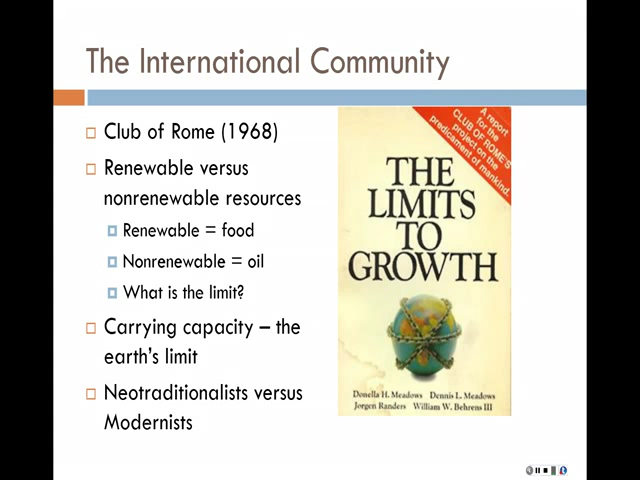 The International Community
Club of Rome (1968)
Renewable versus
nonrenewable resources
Renewable = food
Nonrenewable = oil
What is the limit?
Carrying capacity – the
earth's limit
Neotraditionalists versus
Modernists
A report
for the
CLUB OF ROME'S
project on the
predicament of mankind.
THE
LIMITS
TO
GROWTH
Donella H. Meadows Dennis L. Meadows
Jorgen Randers William W. Behrens III